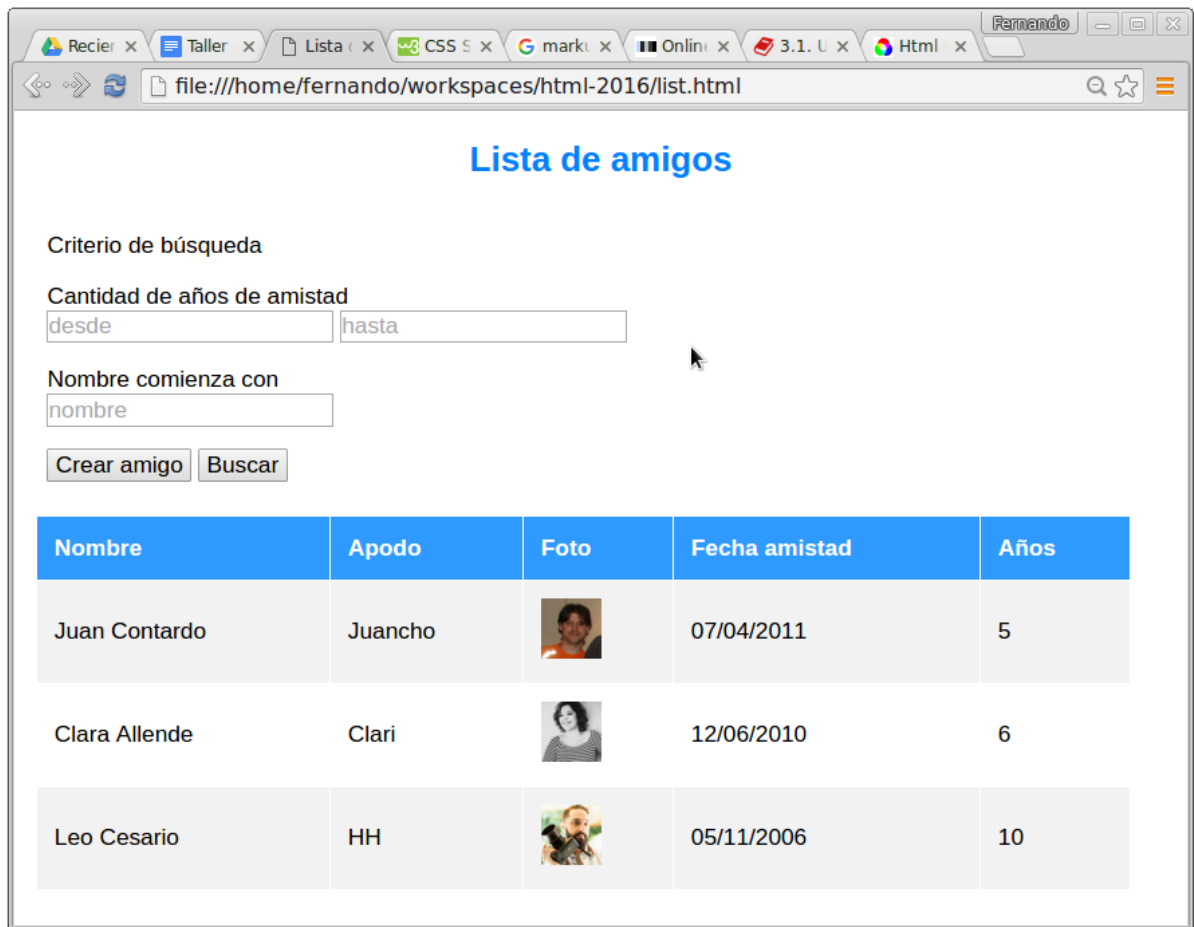 Fernando
Recier Taller Lista CSS S marku Online 3.1. U Html
file:///home/fernando/workspaces/html-2016/list.html
Lista de amigos
Criterio de búsqueda
Cantidad de años de amistad
desde hasta
Nombre comienza con
nombre
Crear amigo Buscar
Nombre Apodo Foto Fecha amistad Años
Juan Contardo Juancho 07/04/2011 5
Clara Allende Clari 12/06/2010 6
Leo Cesario HH 05/11/2006 10